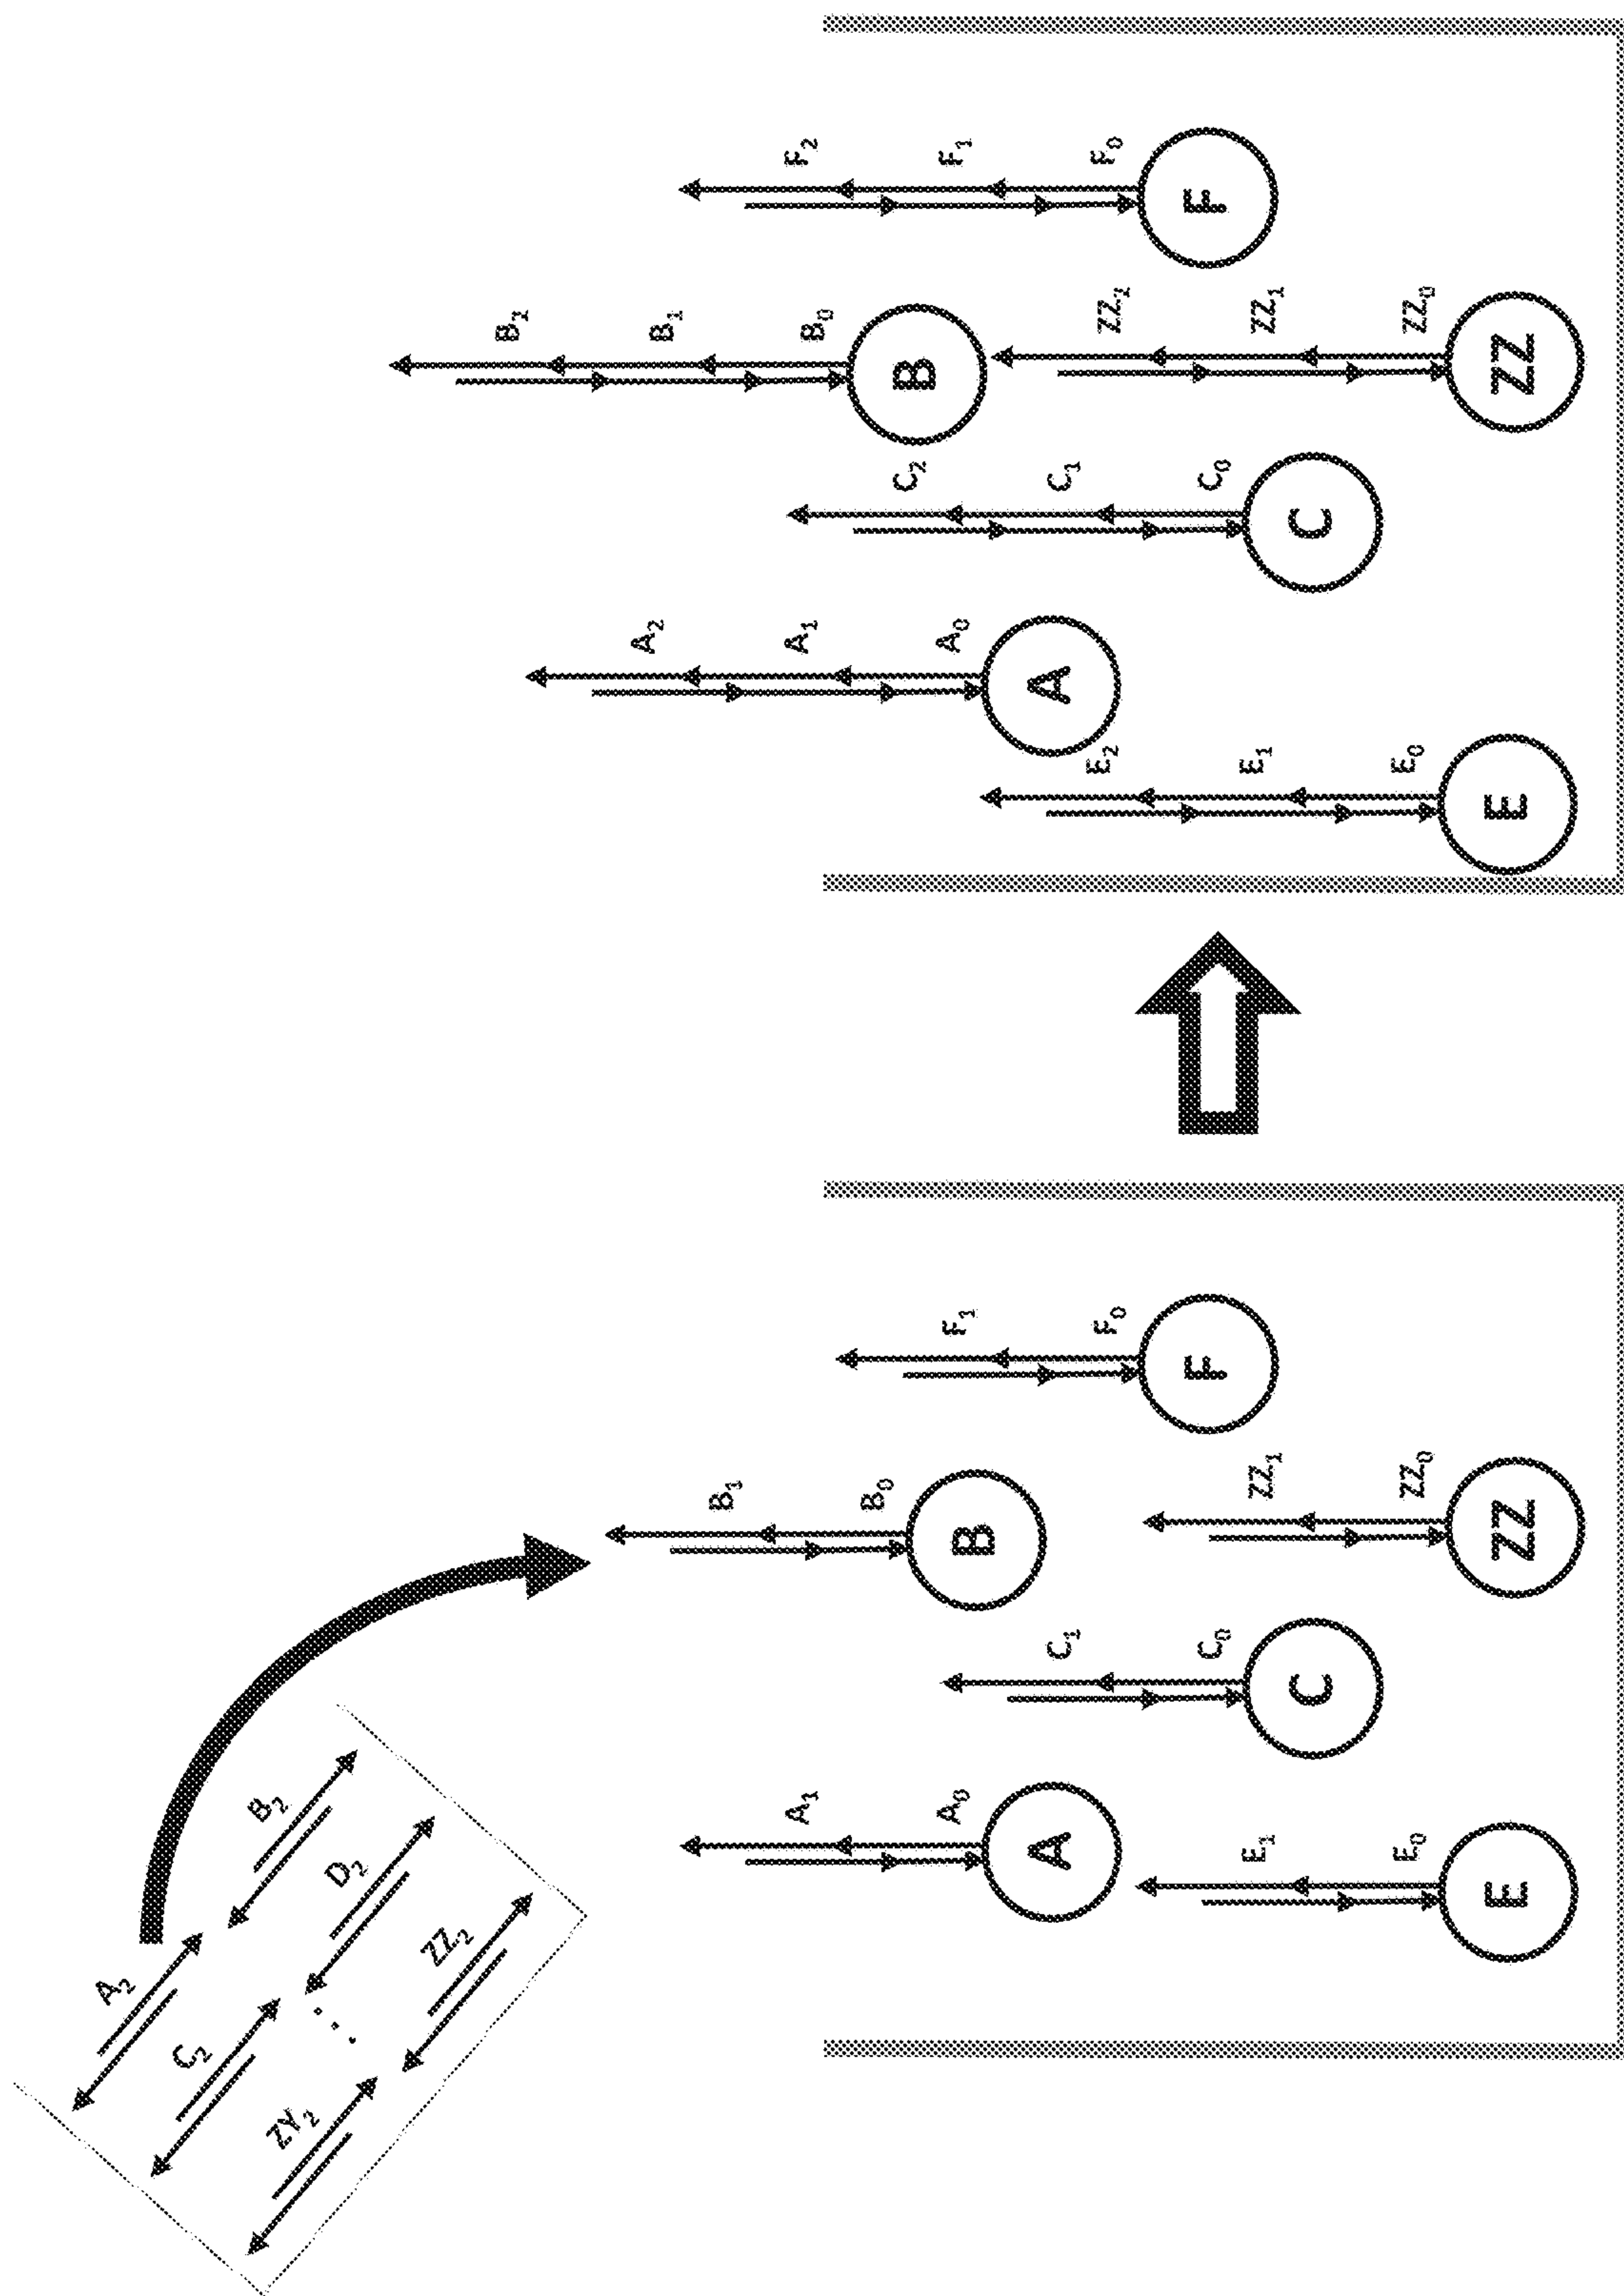 A₂
B₂
C₂
D₂
...
ZY₂
ZZ₂
A₁
A₀
A
E₁
E₀
E
C₁
C₀
C
B₁
B₀
B
ZZ₁
ZZ₀
ZZ
F₁
F₀
F
E₂
E₁
E₀
E
A₂
A₁
A₀
A
C₂
C₁
C₀
C
B₂
B₁
B₀
B
ZZ₂
ZZ₁
ZZ₀
ZZ
F₂
F₁
F₀
F